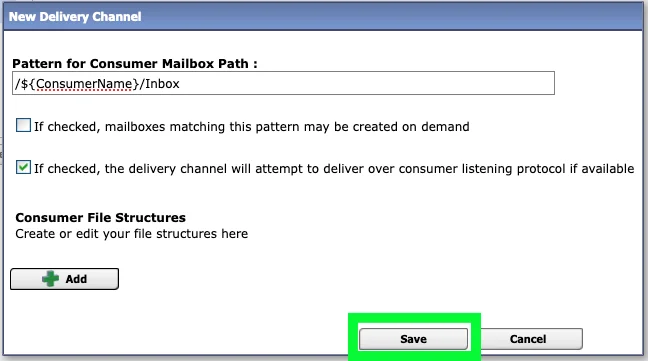 New Delivery Channel
Pattern for Consumer Mailbox Path :
/${ConsumerName}/Inbox
If checked, mailboxes matching this pattern may be created on demand
If checked, the delivery channel will attempt to deliver over consumer listening protocol if available
Consumer File Structures
Create or edit your file structures here
Add
Save Cancel